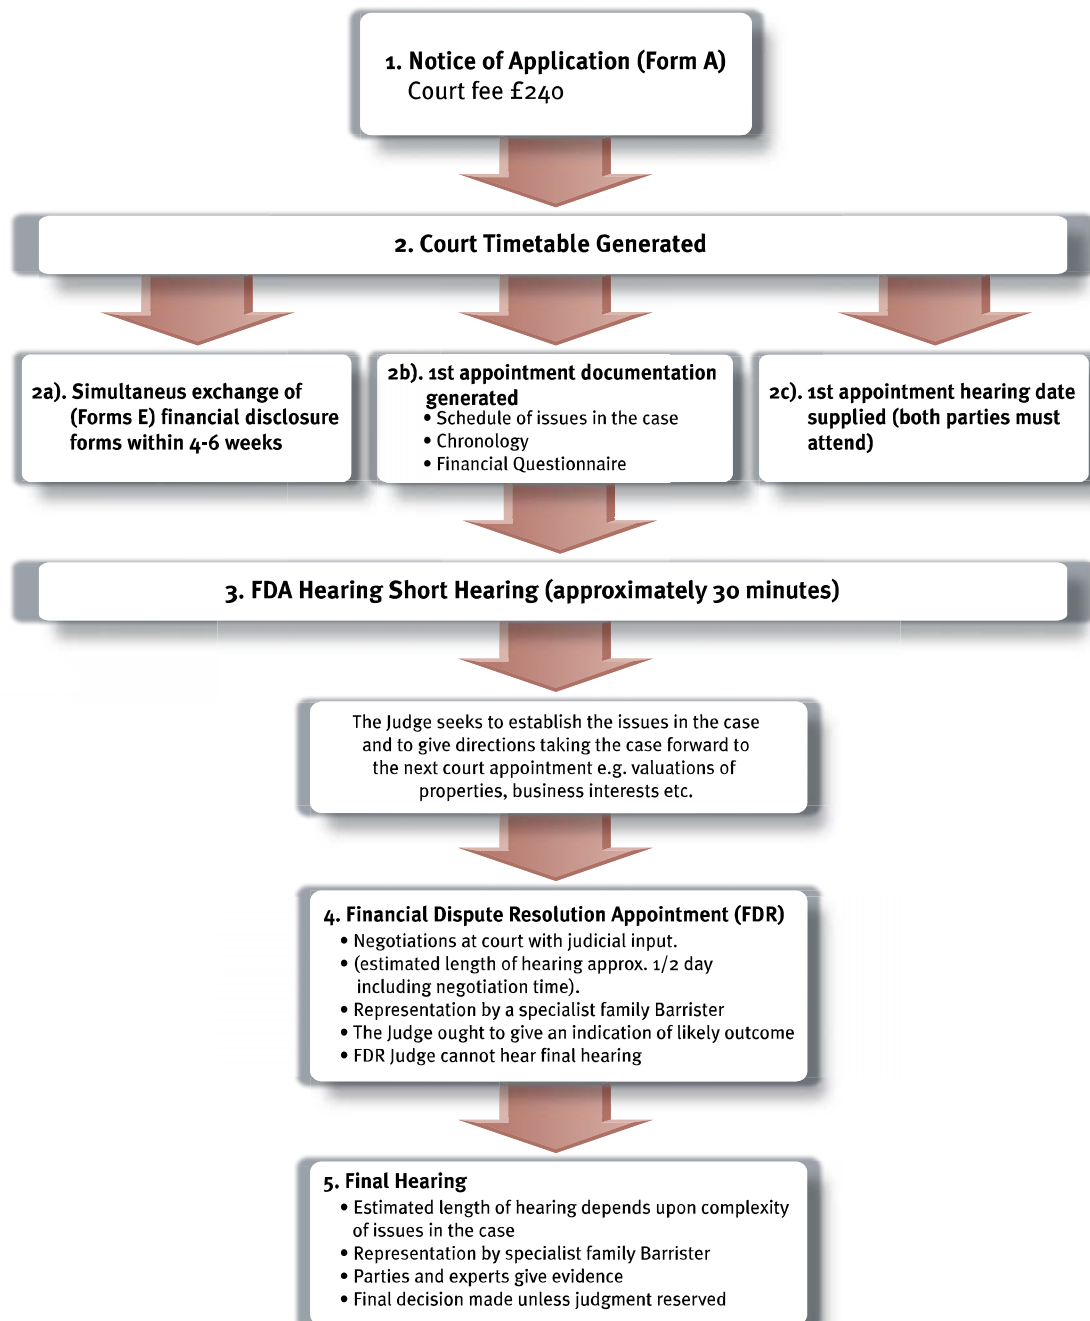 1. Notice of Application (Form A)
Court fee £240
2. Court Timetable Generated
2a). Simultaneus exchange of
(Forms E) financial disclosure
forms within 4-6 weeks
2b). 1st appointment documentation
generated
• Schedule of issues in the case
• Chronology
• Financial Questionnaire
2c). 1st appointment hearing date
supplied (both parties must
attend)
3. FDA Hearing Short Hearing (approximately 30 minutes)
The Judge seeks to establish the issues in the case
and to give directions taking the case forward to
the next court appointment e.g. valuations of
properties, business interests etc.
4. Financial Dispute Resolution Appointment (FDR)
• Negotiations at court with judicial input.
• (estimated length of hearing approx. 1/2 day
including negotiation time).
• Representation by a specialist family Barrister
• The Judge ought to give an indication of likely outcome
• FDR Judge cannot hear final hearing
5. Final Hearing
• Estimated length of hearing depends upon complexity
of issues in the case
• Representation by specialist family Barrister
• Parties and experts give evidence
• Final decision made unless judgment reserved